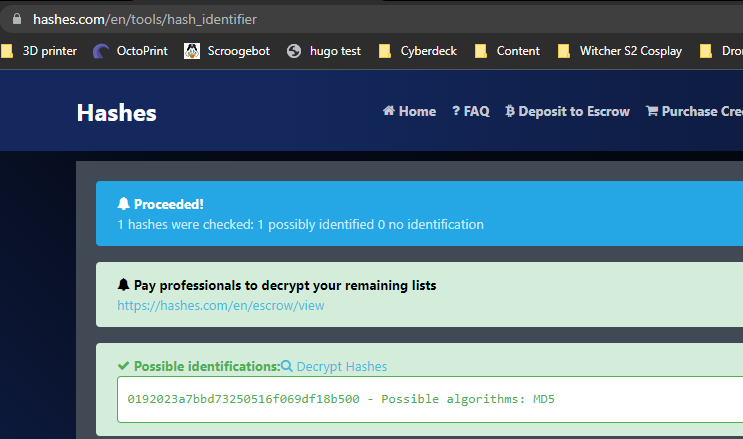 hashes.com/en/tools/hash_identifier
3D printer OctoPrint Scroogebot hugo test Cyberdeck Content Witcher S2 Cosplay Dro
Hashes Home ? FAQ Deposit to Escrow Purchase Cre
Proceeded!
1 hashes were checked: 1 possibly identified 0 no identification
Pay professionals to decrypt your remaining lists
https://hashes.com/en/escrow/view
Possible identifications: Decrypt Hashes
0192023a7bbd73250516f069df18b500 - Possible algorithms: MD5